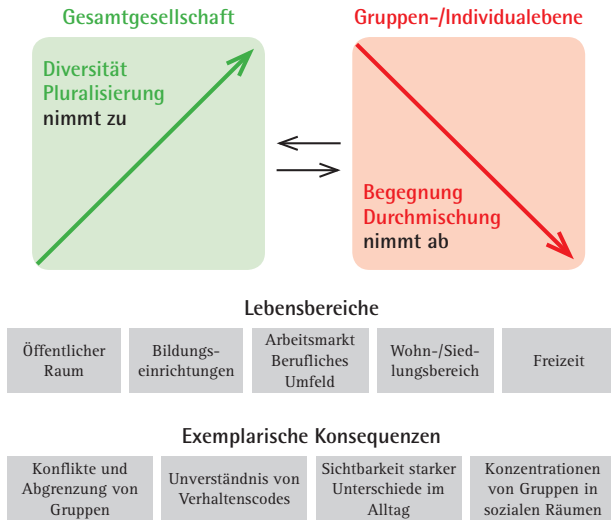 Gesamtgesellschaft
Diversität
Pluralisierung
nimmt zu
Gruppen-/Individualebene
Begegnung
Durchmischung
nimmt ab
Lebensbereiche
Öffentlicher
Raum
Bildungs-
einrichtungen
Arbeitsmarkt
Berufliches
Umfeld
Wohn-/Sied-
lungsbereich
Freizeit
Exemplarische Konsequenzen
Konflikte und
Abgrenzung von
Gruppen
Unverständnis von
Verhaltenscodes
Sichtbarkeit starker
Unterschiede im
Alltag
Konzentrationen
von Gruppen in
sozialen Räumen